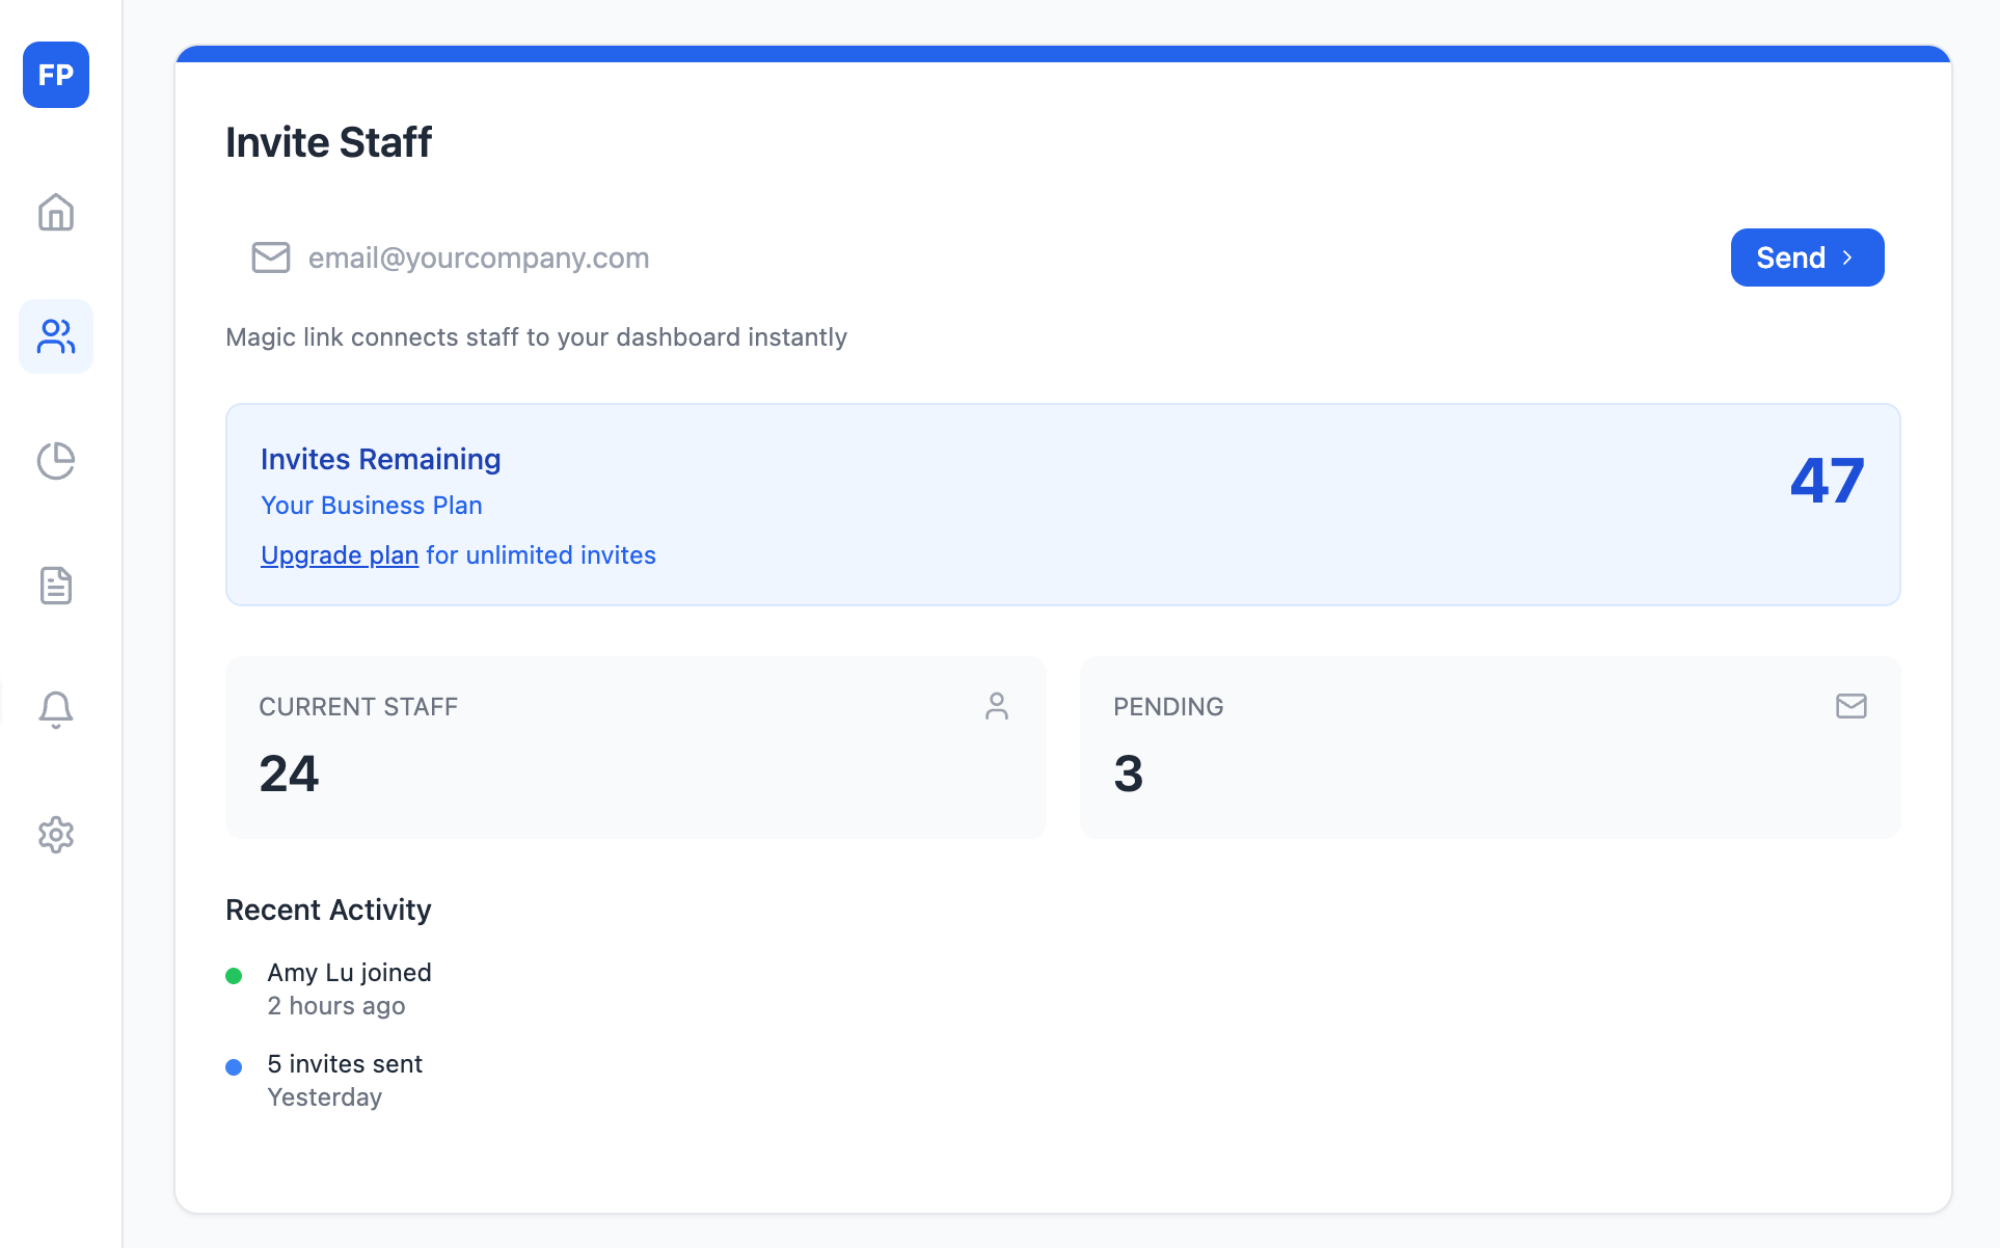 FP
Invite Staff
email@yourcompany.com
Send
Magic link connects staff to your dashboard instantly
Invites Remaining
47
Your Business Plan
Upgrade plan for unlimited invites
CURRENT STAFF
24
PENDING
3
Recent Activity
Amy Lu joined
2 hours ago
5 invites sent
Yesterday